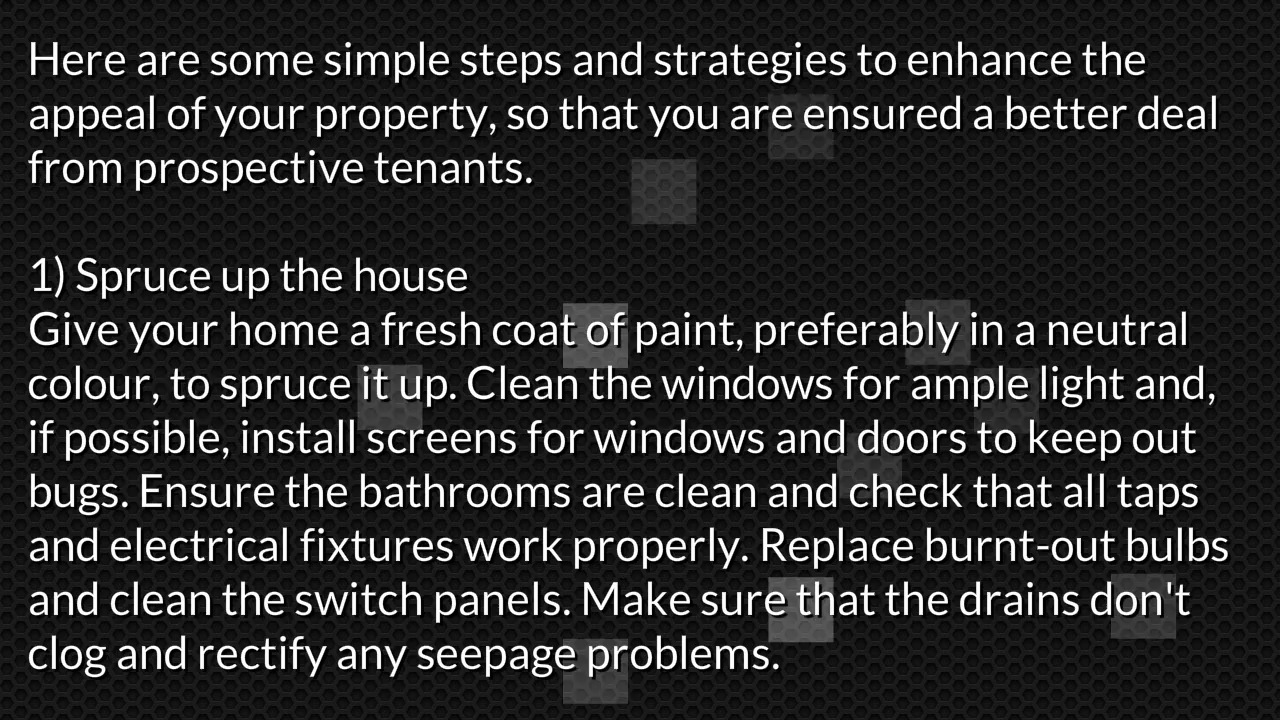 Here are some simple steps and strategies to enhance the
appeal of your property, so that you are ensured a better deal
from prospective tenants.
1) Spruce up the house
Give your home a fresh coat of paint, preferably in a neutral
colour, to spruce it up. Clean the windows for ample light and,
if possible, install screens for windows and doors to keep out
bugs. Ensure the bathrooms are clean and check that all taps
and electrical fixtures work properly. Replace burnt-out bulbs
and clean the switch panels. Make sure that the drains don't
clog and rectify any seepage problems.